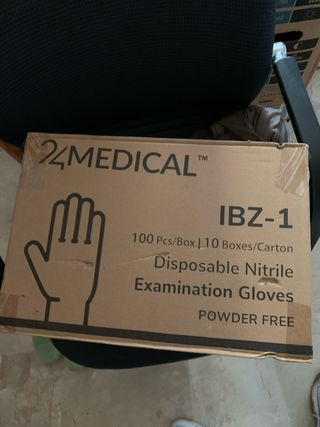 24MEDICAL™
IBZ-1
100 Pcs/Box | 10 Boxes/Carton
Disposable Nitrile
Examination Gloves
POWDER FREE